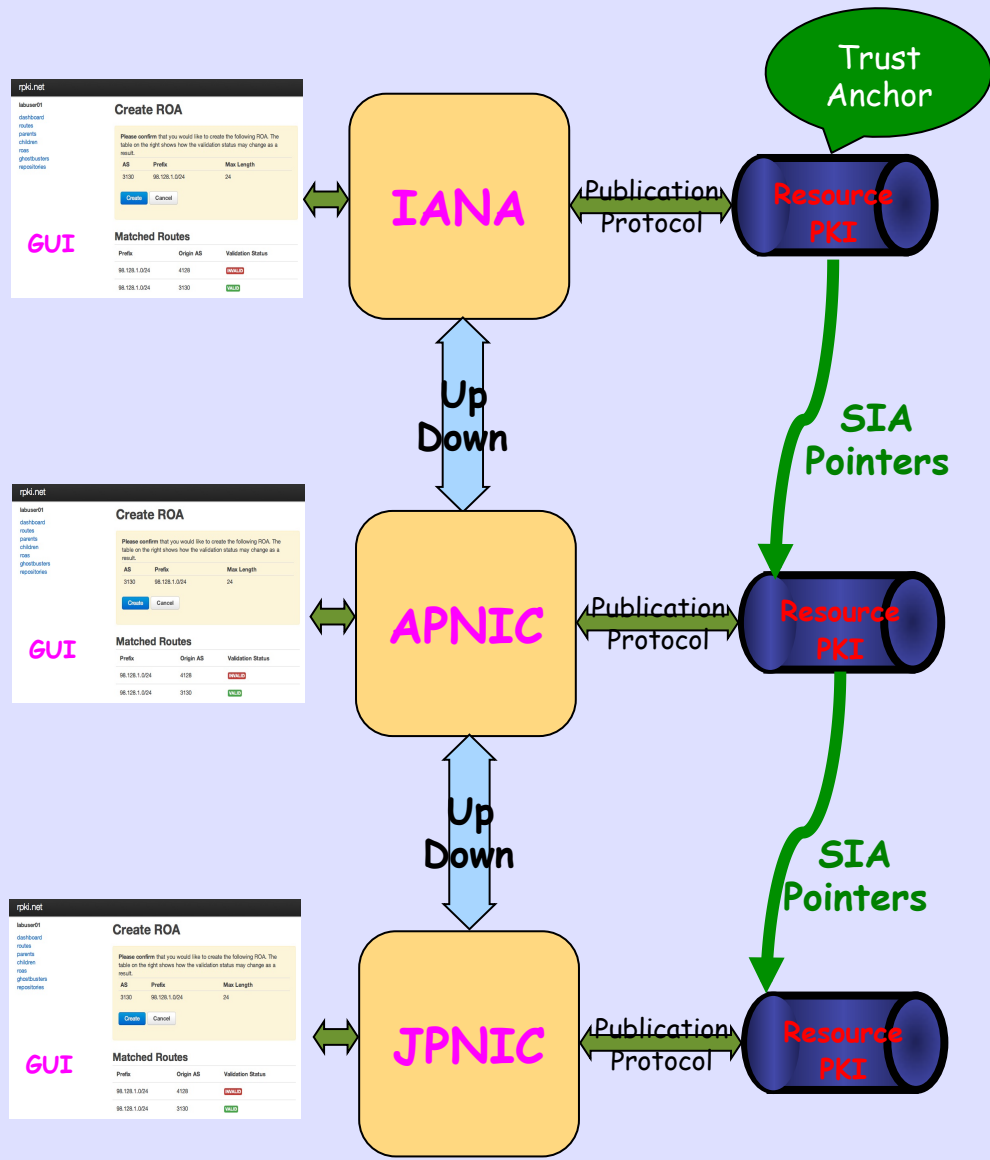 Trust
Anchor
rpki.net
labuser01
dashboard
routes
parents
children
roas
ghostbusters
repositories
Create ROA
Please confirm that you would like to create the following ROA. The
table on the right shows how the validation status may change as a
result.
AS Prefix Max Length
3130 98.128.1.0/24 24
Create Cancel
Matched Routes
Prefix Origin AS Validation Status
98.128.1.0/24 4128 INVALID
98.128.1.0/24 3130 VALID
GUI
IANA
Publication
Protocol
Resource
PKI
Up
Down
SIA
Pointers
rpki.net
labuser01
dashboard
routes
parents
children
roas
ghostbusters
repositories
Create ROA
Please confirm that you would like to create the following ROA. The
table on the right shows how the validation status may change as a
result.
AS Prefix Max Length
3130 98.128.1.0/24 24
Create Cancel
Matched Routes
Prefix Origin AS Validation Status
98.128.1.0/24 4128 INVALID
98.128.1.0/24 3130 VALID
GUI
APNIC
Publication
Protocol
Resource
PKI
Up
Down
SIA
Pointers
rpki.net
labuser01
dashboard
routes
parents
children
roas
ghostbusters
repositories
Create ROA
Please confirm that you would like to create the following ROA. The
table on the right shows how the validation status may change as a
result.
AS Prefix Max Length
3130 98.128.1.0/24 24
Create Cancel
Matched Routes
Prefix Origin AS Validation Status
98.128.1.0/24 4128 INVALID
98.128.1.0/24 3130 VALID
GUI
JPNIC
Publication
Protocol
Resource
PKI